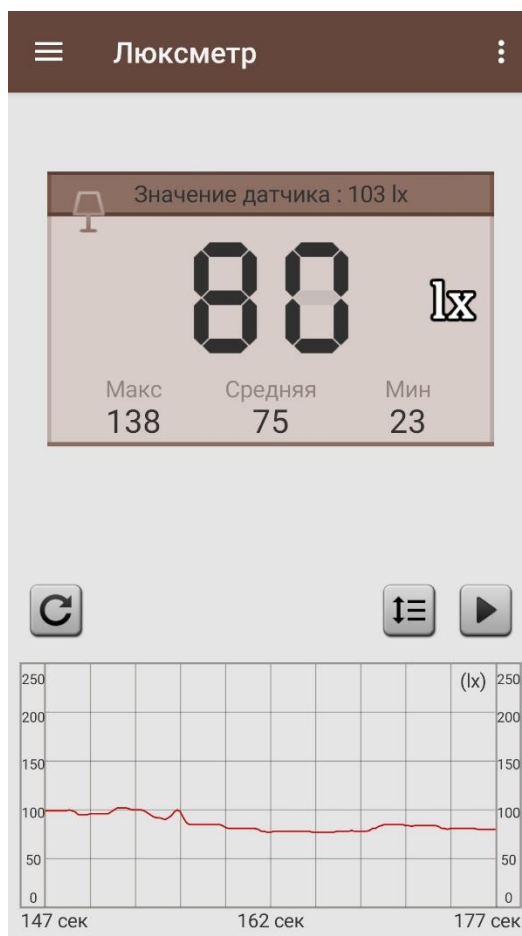 Люксметр
Значение датчика : 103 lx
80 lx
Макс Средняя Мин
138 75 23
(lx)
250 250
200 200
150 150
100 100
50 50
0 0
147 сек 162 сек 177 сек